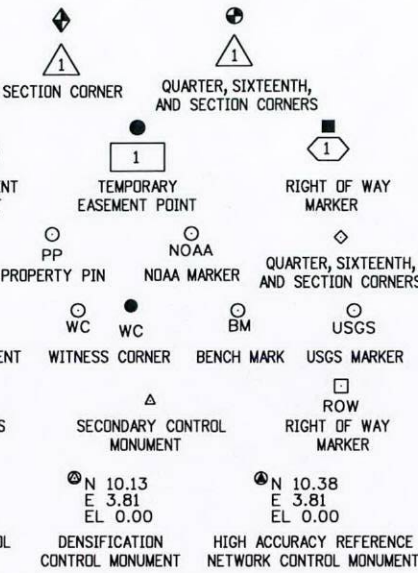 1
1
SECTION CORNER
QUARTER, SIXTEENTH,
AND SECTION CORNERS
1
1
TEMPORARY
EASEMENT POINT
RIGHT OF WAY
MARKER
PP
PROPERTY PIN
NOAA
NOAA MARKER
QUARTER, SIXTEENTH,
AND SECTION CORNERS
WC
WC
WITNESS CORNER
BM
BENCH MARK
USGS
USGS MARKER
SECONDARY CONTROL
MONUMENT
ROW
RIGHT OF WAY
MARKER
N 10.13
E 3.81
EL 0.00
DENSIFICATION
CONTROL MONUMENT
N 10.38
E 3.81
EL 0.00
HIGH ACCURACY REFERENCE
NETWORK CONTROL MONUMENT